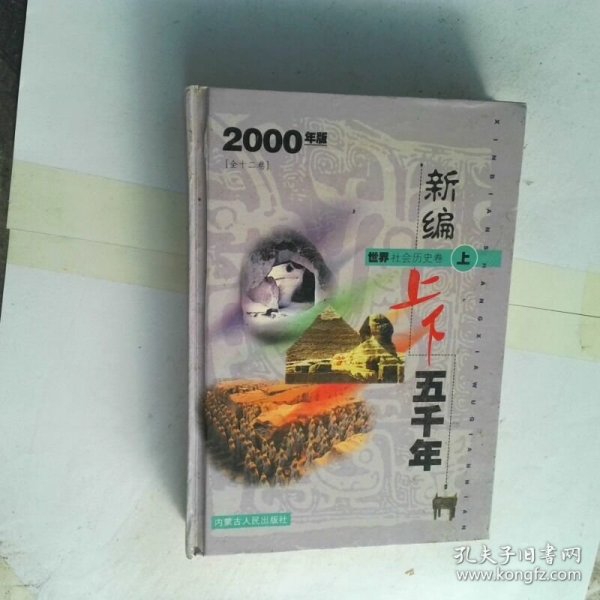 2000年版
[全十二卷]
新编
世界社会历史卷 上
上下
五千年
XINBIANSHANGXIAWUQIANNIAN
内蒙古人民出版社
孔夫子旧书网
www.kongfz.com